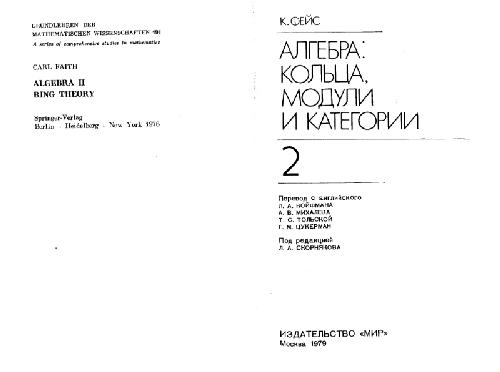 GRUNDLEHREN DER
MATHEMATISCHEN WISSENSCHAFTEN 191
A series of comprehensive studies in mathematics
CARL FAITH
ALGEBRA II
RING THEORY
Springer-Verlag
Berlin - Heidelberg - New York 1976
К. ФЕЙС
АЛГЕБРА:
КОЛЬЦА,
МОДУЛИ
И КАТЕГОРИИ
2
Перевод с английского
Л. А. КОЙФМАНА
А. В. МИХАЛЕВА
Т. С. ТОЛЬСКОЙ
Г. М. ЦУКЕРМАН
Под редакцией
Л. А. СКОРНЯКОВА
ИЗДАТЕЛЬСТВО «МИР»
Москва 1979